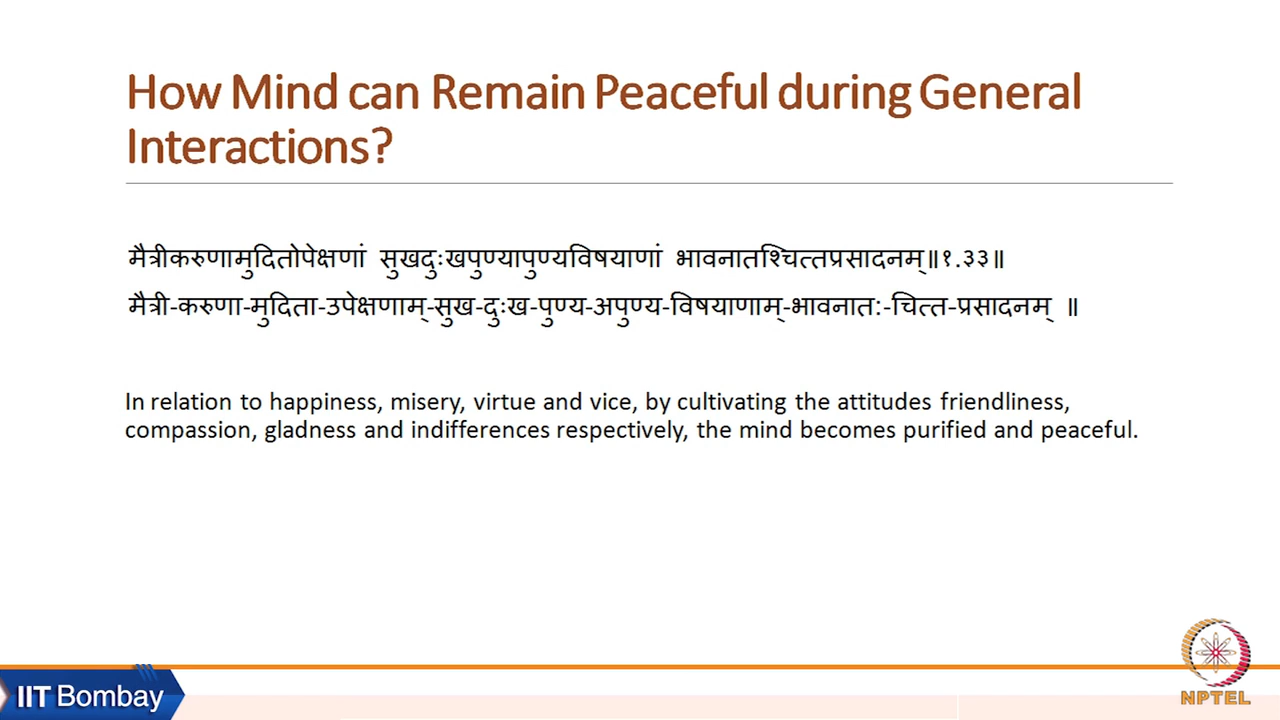 How Mind can Remain Peaceful during General
Interactions?
मैत्रीकरुणामुदितोपेक्षणां सुखदुःखपुण्यापुण्यविषयाणां भावनातश्चित्तप्रसादनम्॥१.३३॥
मैत्री-करुणा-मुदिता-उपेक्षणाम्-सुख-दुःख-पुण्य-अपुण्य-विषयाणाम्-भावनात:-चित्त-प्रसादनम् ॥
In relation to happiness, misery, virtue and vice, by cultivating the attitudes friendliness,
compassion, gladness and indifferences respectively, the mind becomes purified and peaceful.
IIT Bombay
NPTEL